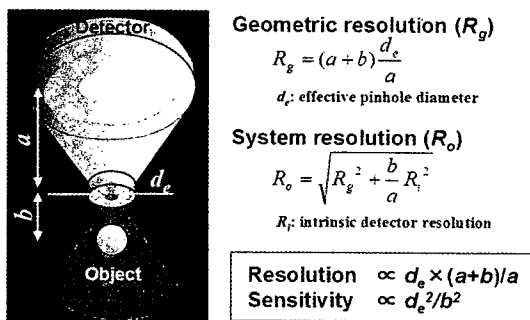 Detector
a
d_e
b
Object
Geometric resolution (R_g)
R_g = (a+b) d_e/a
d_e: effective pinhole diameter
System resolution (R_o)
R_o = √(R_g² + b/a R_i²)
R_i: intrinsic detector resolution
Resolution ∝ d_e × (a+b)/a
Sensitivity ∝ d_e²/b²